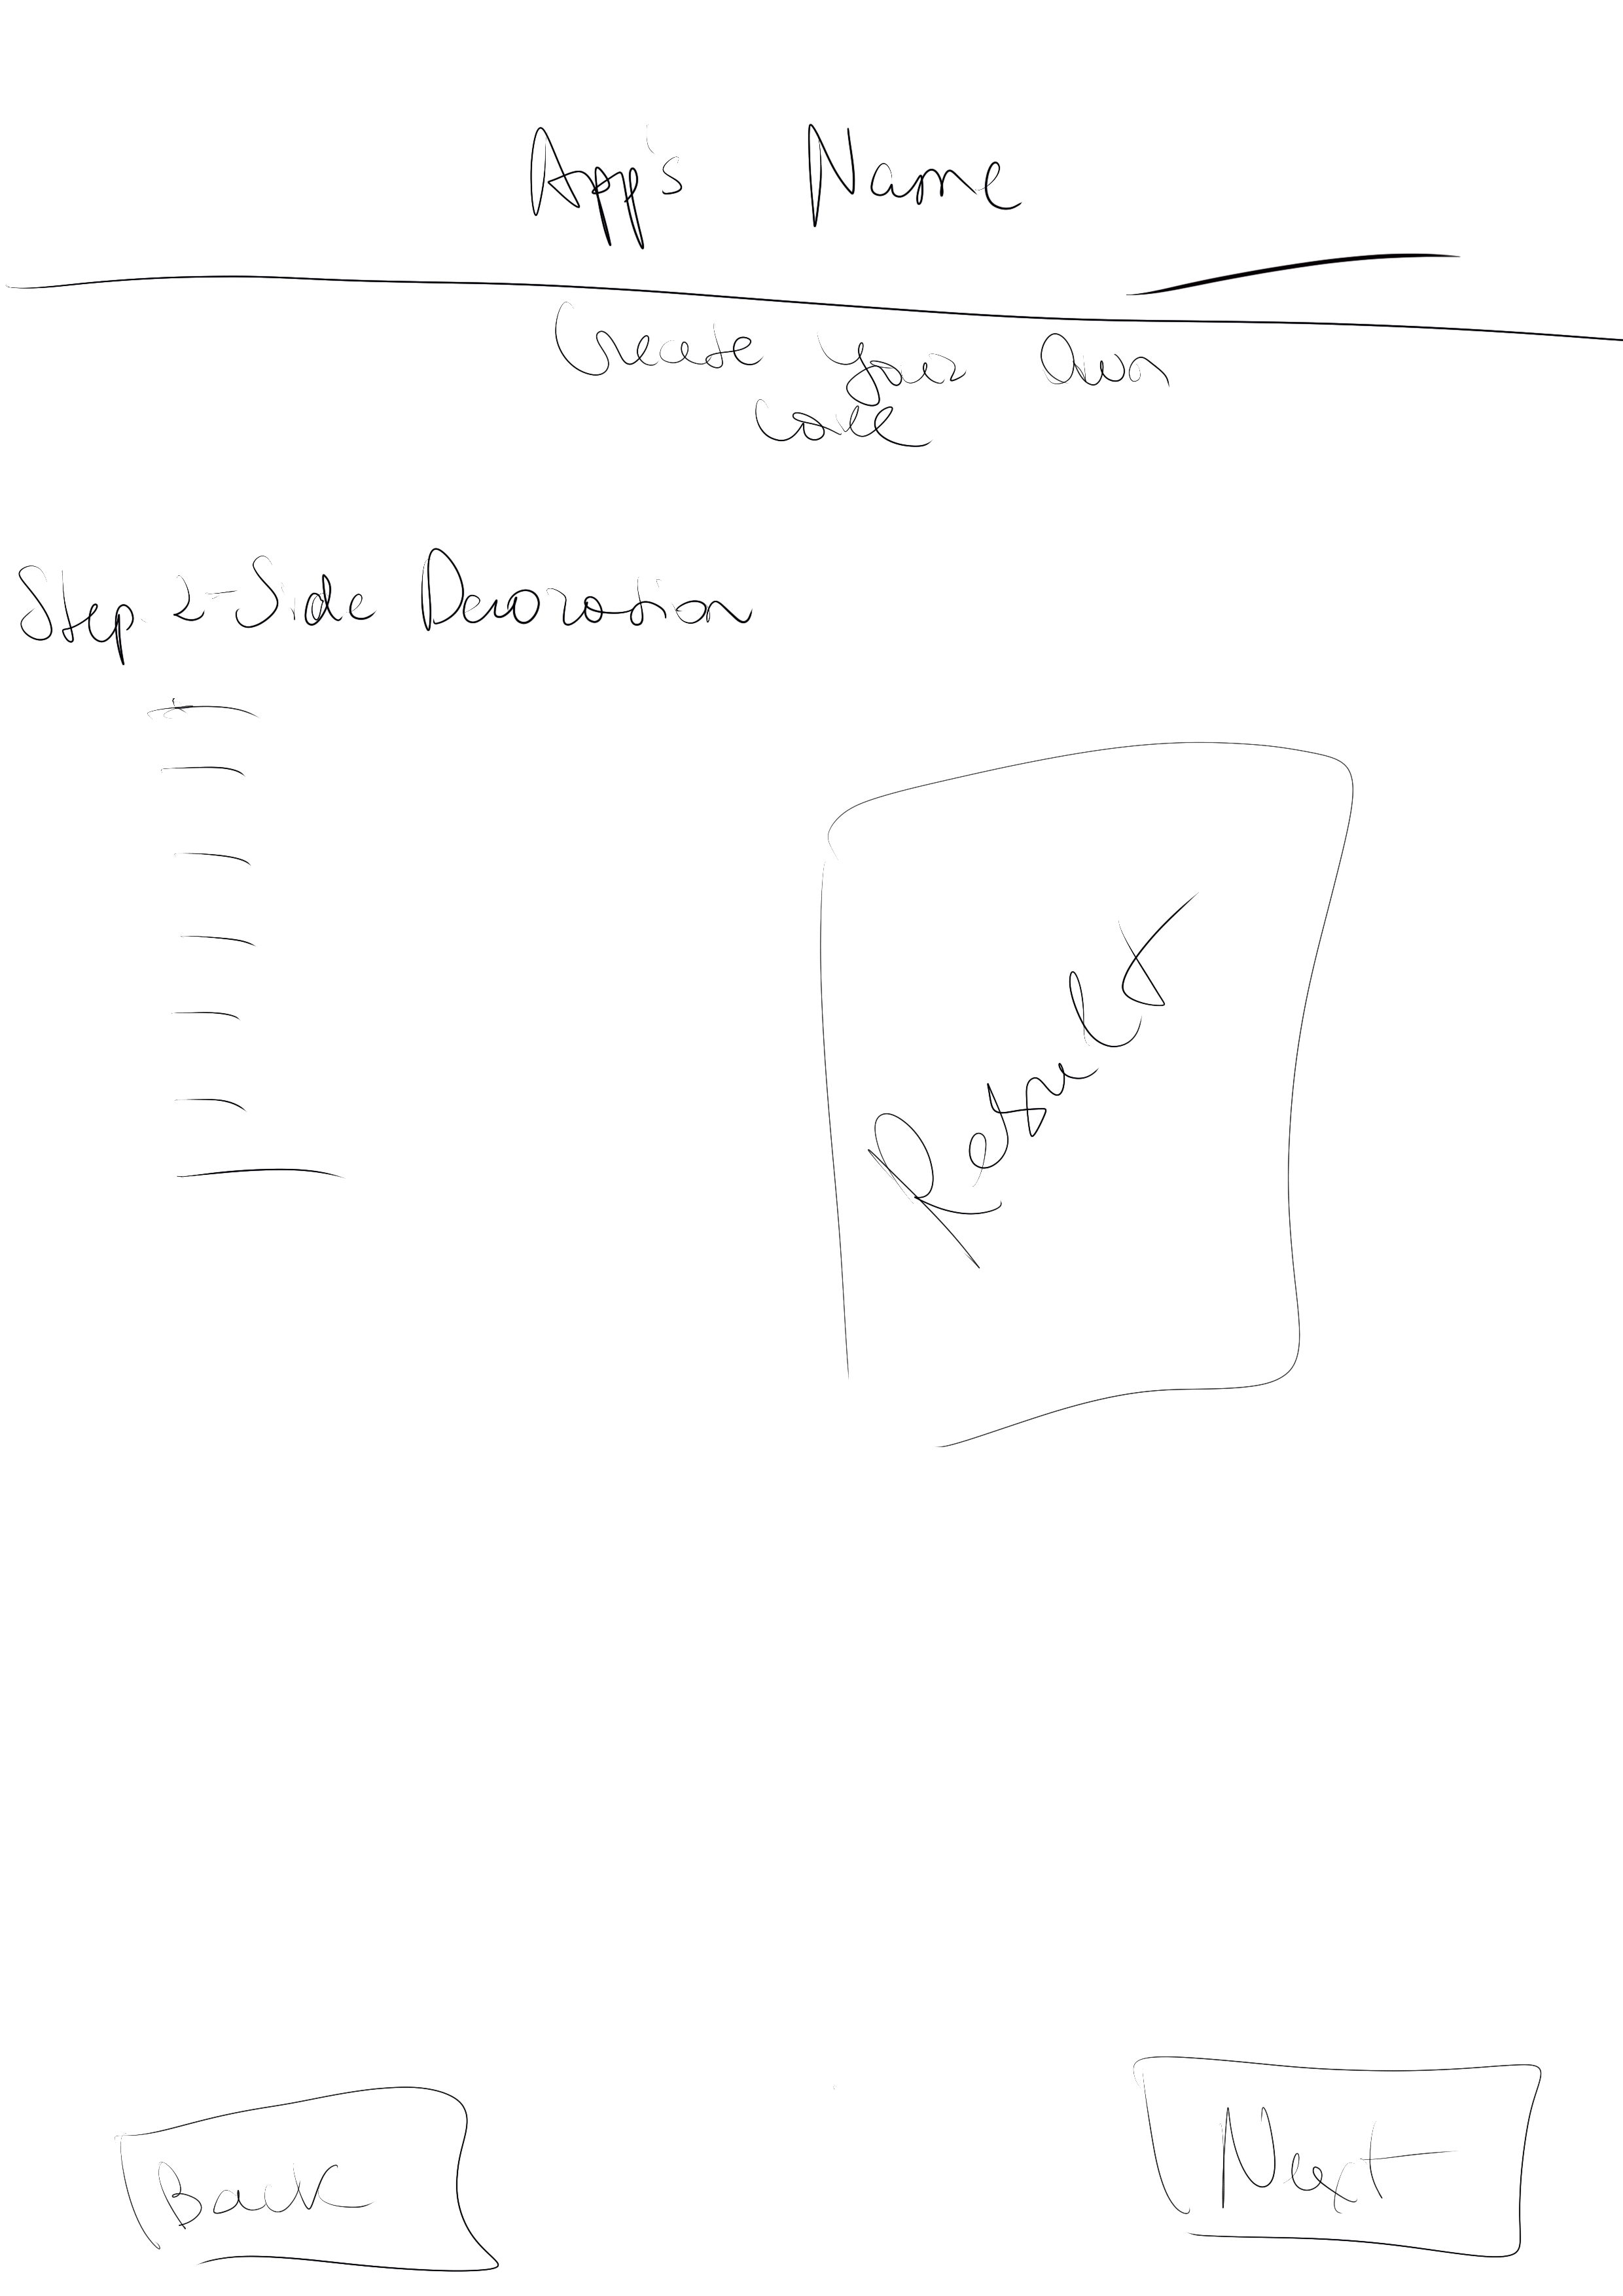 App's Name
Create Your Own
Cake
Step 2 - Side Decoration
Result
Back
Next